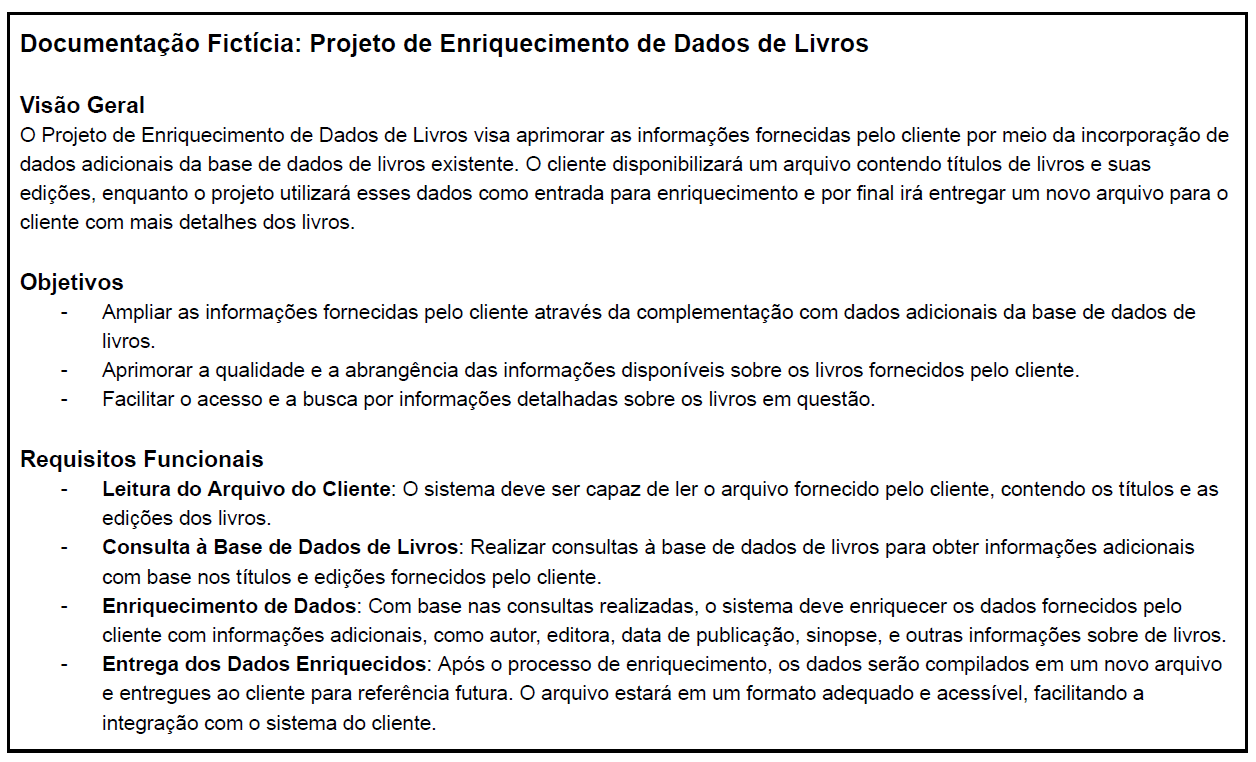 Documentação Fictícia: Projeto de Enriquecimento de Dados de Livros
Visão Geral
O Projeto de Enriquecimento de Dados de Livros visa aprimorar as informações fornecidas pelo cliente por meio da incorporação de
dados adicionais da base de dados de livros existente. O cliente disponibilizará um arquivo contendo títulos de livros e suas
edições, enquanto o projeto utilizará esses dados como entrada para enriquecimento e por final irá entregar um novo arquivo para o
cliente com mais detalhes dos livros.
Objetivos
- Ampliar as informações fornecidas pelo cliente através da complementação com dados adicionais da base de dados de
livros.
- Aprimorar a qualidade e a abrangência das informações disponíveis sobre os livros fornecidos pelo cliente.
- Facilitar o acesso e a busca por informações detalhadas sobre os livros em questão.
Requisitos Funcionais
- Leitura do Arquivo do Cliente: O sistema deve ser capaz de ler o arquivo fornecido pelo cliente, contendo os títulos e as
edições dos livros.
- Consulta à Base de Dados de Livros: Realizar consultas à base de dados de livros para obter informações adicionais
com base nos títulos e edições fornecidos pelo cliente.
- Enriquecimento de Dados: Com base nas consultas realizadas, o sistema deve enriquecer os dados fornecidos pelo
cliente com informações adicionais, como autor, editora, data de publicação, sinopse, e outras informações sobre de livros.
- Entrega dos Dados Enriquecidos: Após o processo de enriquecimento, os dados serão compilados em um novo arquivo
e entregues ao cliente para referência futura. O arquivo estará em um formato adequado e acessível, facilitando a
integração com o sistema do cliente.